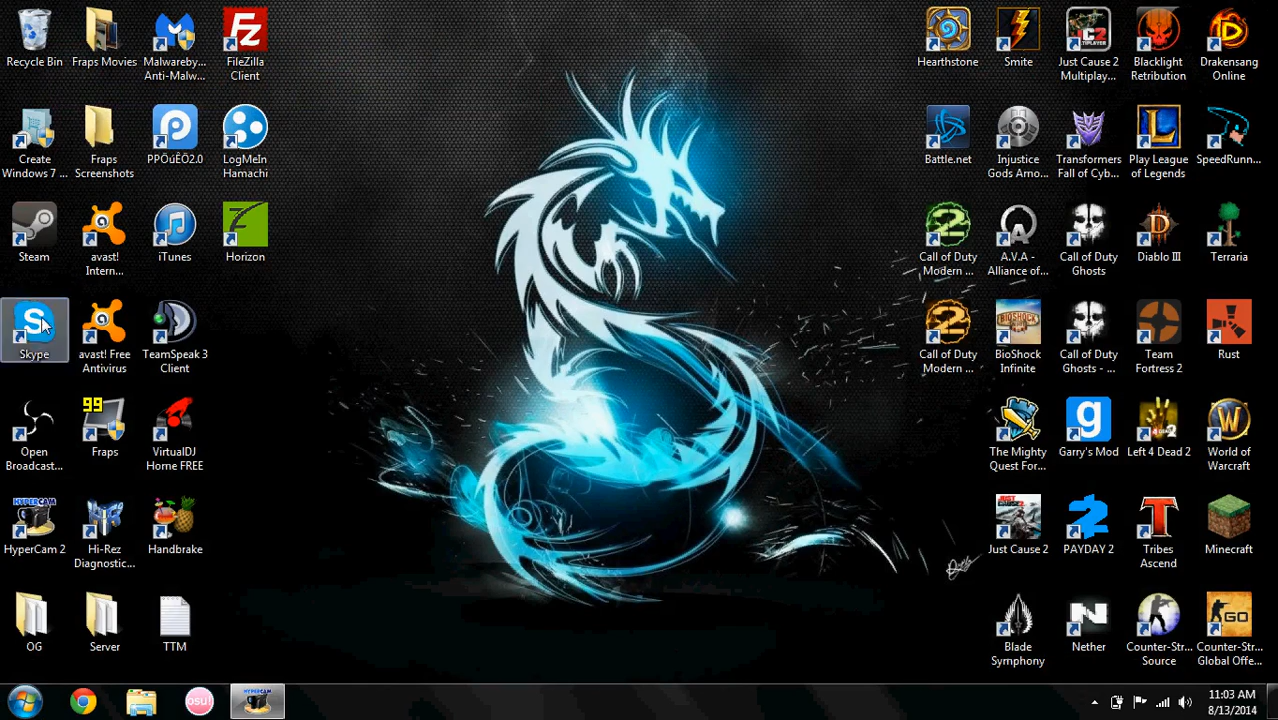 Recycle Bin
Fraps Movies
Malwareby...
Anti-Malw...
FileZilla
Client
Hearthstone
Smite
Just Cause 2
Multiplay...
Blacklight
Retribution
Drakensang
Online
Create
Windows 7 ...
Fraps
Screenshots
PPÕúÊÖ2.0
LogMeIn
Hamachi
Battle.net
Injustice
Gods Amo...
Transformers
Fall of Cyb...
Play League
of Legends
SpeedRunn...
Steam
avast!
Intern...
iTunes
Horizon
Call of Duty
Modern ...
A.V.A -
Alliance of...
Call of Duty
Ghosts
Diablo III
Terraria
Skype
avast! Free
Antivirus
TeamSpeak 3
Client
Call of Duty
Modern ...
BioShock
Infinite
Call of Duty
Ghosts - ...
Team
Fortress 2
Rust
Open
Broadcast...
99
Fraps
VirtualDJ
Home FREE
The Mighty
Quest For...
Garry's Mod
Left 4 Dead 2
World of
Warcraft
HYPERCAM
HyperCam 2
Hi-Rez
Diagnostic...
Handbrake
JUST CAUSE
Just Cause 2
PAYDAY 2
Tribes
Ascend
Minecraft
OG
Server
TTM
Blade
Symphony
Nether
Counter-Str...
Source
GO
Counter-Str...
Global Offe...
osu!
HYPERCAM
11:03 AM
8/13/2014